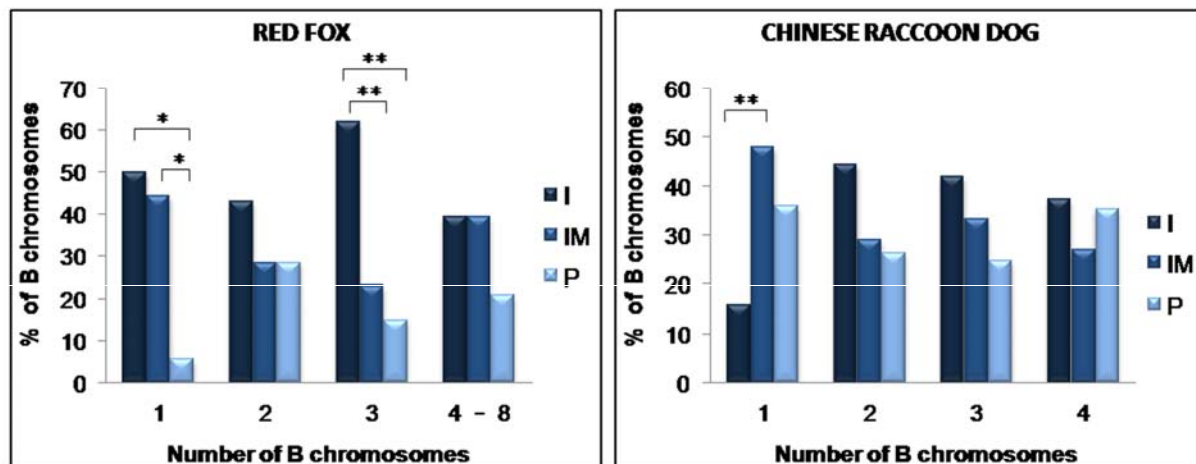 RED FOX
**
**
*
*
% of B chromosomes
70
60
50
40
30
20
10
0
1 2 3 4 - 8
Number of B chromosomes
I
IM
P
CHINESE RACCOON DOG
**
% of B chromosomes
60
50
40
30
20
10
0
1 2 3 4
Number of B chromosomes
I
IM
P